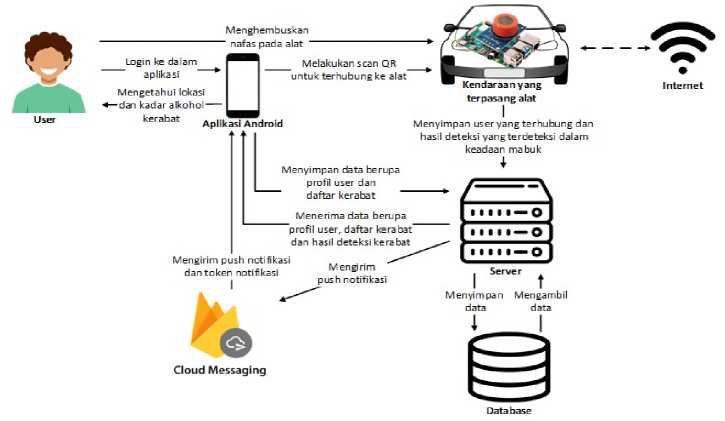 Menghembuskan
nafas pada alat
Login ke dalam
aplikasi
Melakukan scan QR
untuk terhubung ke alat
Mengetahui lokasi
dan kadar alkohol
kerabat
User
Aplikasi Android
Kendaraan yang
terpasang alat
Internet
Menyimpan user yang terhubung dan
hasil deteksi yang terdeteksi dalam
keadaan mabuk
Menyimpan data berupa
profil user dan
daftar kerabat
Menerima data berupa
profil user, daftar kerabat
dan hasil deteksi kerabat
Mengirim push notifikasi
dan token notifikasi
Mengirim
push notifikasi
Server
Menyimpan
data
Mengambil
data
Cloud Messaging
Database